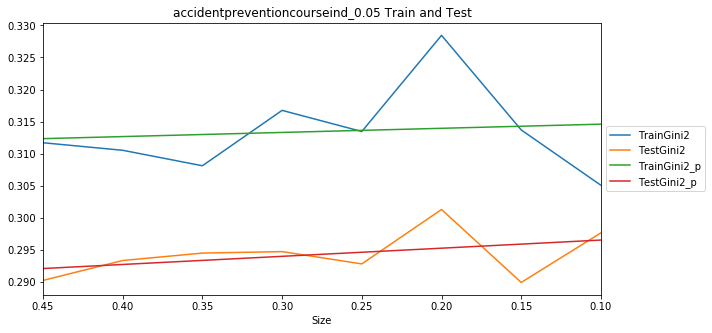 accidentpreventioncourseind_0.05 Train and Test
0.330
0.325
0.320
0.315
0.310
0.305
0.300
0.295
0.290
0.45 0.40 0.35 0.30 0.25 0.20 0.15 0.10
Size
TrainGini2
TestGini2
TrainGini2_p
TestGini2_p